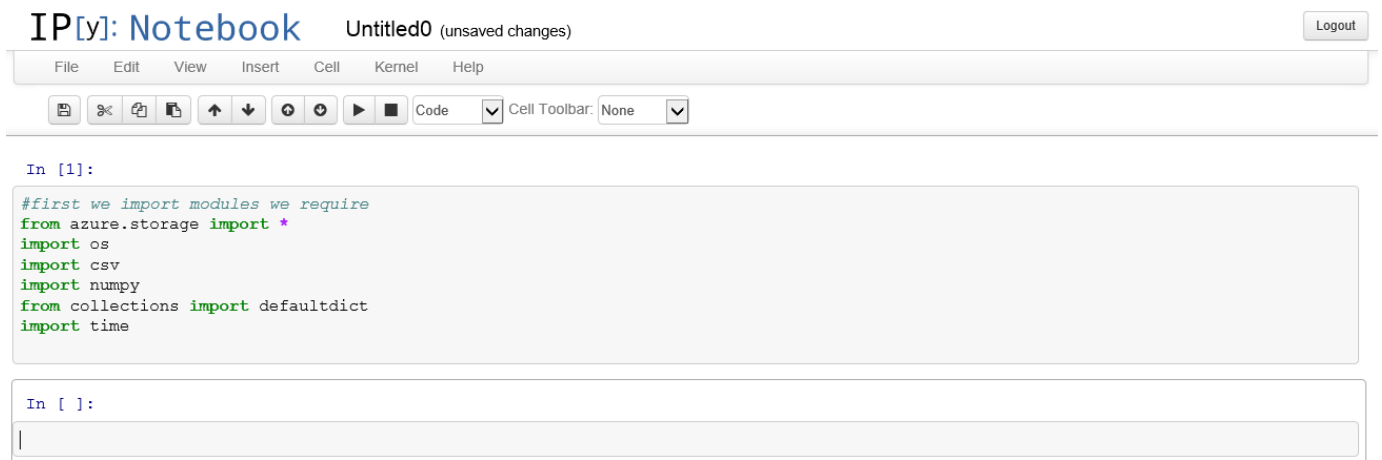 IP[y]: Notebook Untitled0 (unsaved changes) Logout
File Edit View Insert Cell Kernel Help
Code Cell Toolbar: None
In [1]:
#first we import modules we require
from azure.storage import *
import os
import csv
import numpy
from collections import defaultdict
import time
In [ ]: